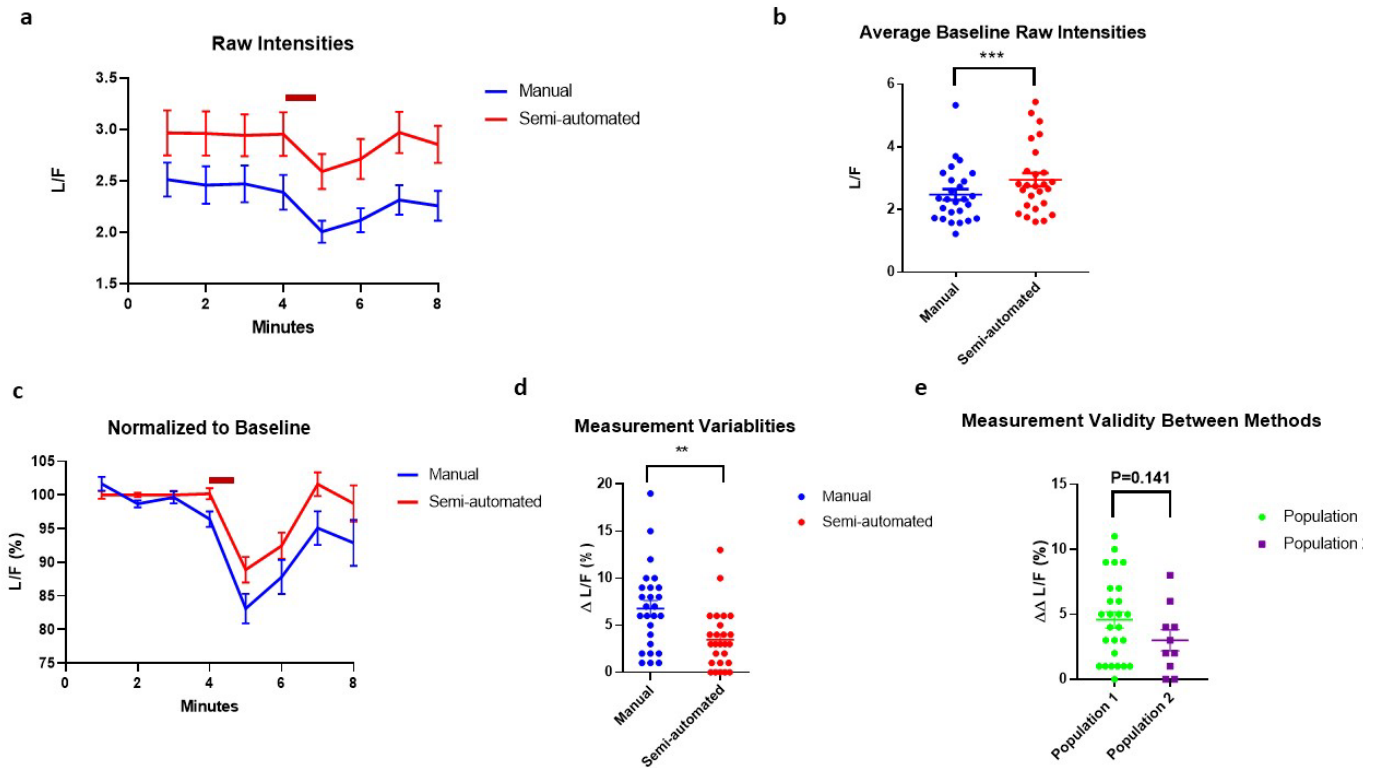 a
Raw Intensities
3.5
3.0
2.5
2.0
1.5
L/F
0
2
4
6
8
Minutes
Manual
Semi-automated
b
Average Baseline Raw Intensities
***
6
4
2
0
L/F
Manual
Semi-automated
c
Normalized to Baseline
105
100
95
90
85
80
75
L/F (%)
0
2
4
6
8
Minutes
Manual
Semi-automated
d
Measurement Variablities
**
20
15
10
5
0
Δ L/F (%)
Manual
Semi-automated
Manual
Semi-automated
e
Measurement Validity Between Methods
P=0.141
15
10
5
0
ΔΔ L/F (%)
Population 1
Population 2
Population
Population